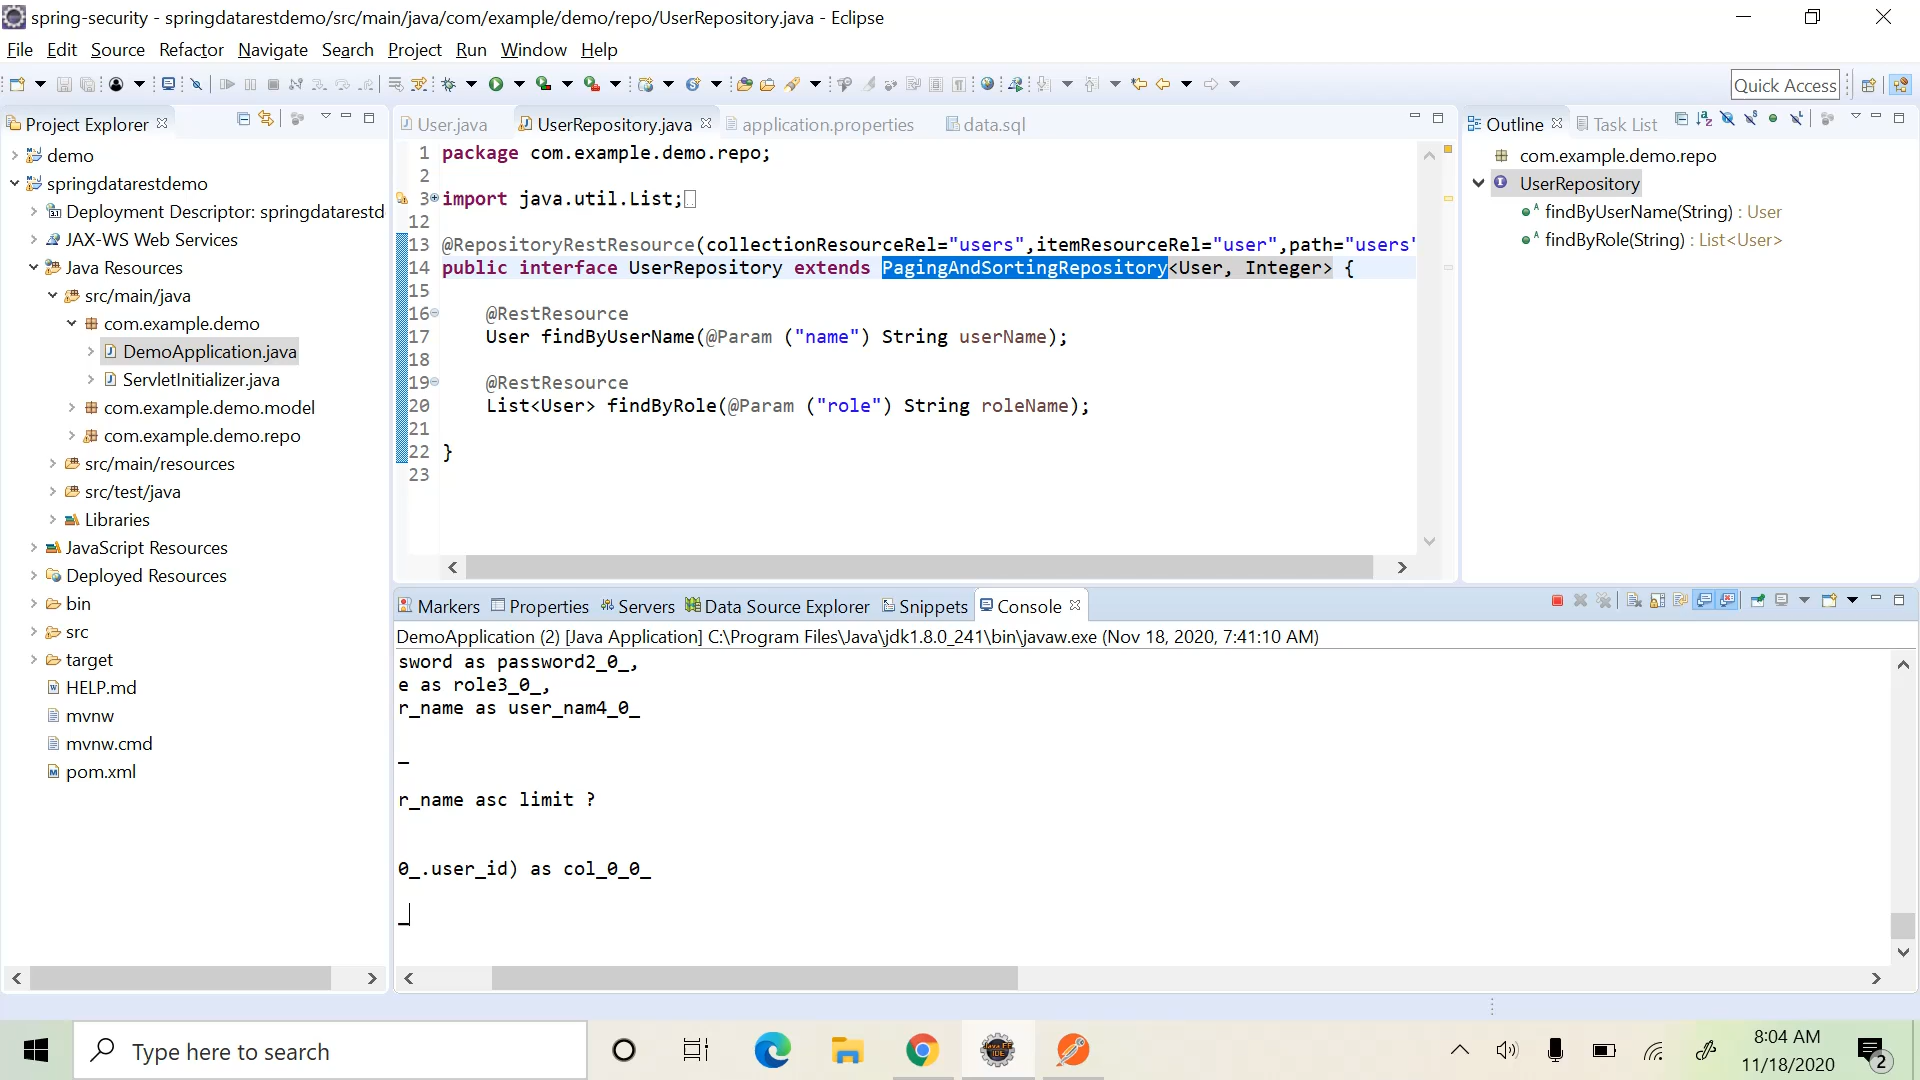 spring-security - springdatarestdemo/src/main/java/com/example/demo/repo/UserRepository.java - Eclipse
File Edit Source Refactor Navigate Search Project Run Window Help
Quick Access
Project Explorer
demo
springdatarestdemo
Deployment Descriptor: springdatarestd
JAX-WS Web Services
Java Resources
src/main/java
com.example.demo
DemoApplication.java
ServletInitializer.java
com.example.demo.model
com.example.demo.repo
src/main/resources
src/test/java
Libraries
JavaScript Resources
Deployed Resources
bin
src
target
HELP.md
mvnw
mvnw.cmd
pom.xml
User.java UserRepository.java application.properties data.sql
1 package com.example.demo.repo;
2
3 import java.util.List;
12
13 @RepositoryRestResource(collectionResourceRel="users",itemResourceRel="user",path="users"
14 public interface UserRepository extends PagingAndSortingRepository<User, Integer> {
15
16 @RestResource
17 User findByUserName(@Param ("name") String userName);
18
19 @RestResource
20 List<User> findByRole(@Param ("role") String roleName);
21
22 }
23
Outline Task List
com.example.demo.repo
UserRepository
findByUserName(String) : User
findByRole(String) : List<User>
Markers Properties Servers Data Source Explorer Snippets Console
DemoApplication (2) [Java Application] C:\Program Files\Java\jdk1.8.0_241\bin\javaw.exe (Nov 18, 2020, 7:41:10 AM)
sword as password2_0_,
e as role3_0_,
r_name as user_nam4_0_
_
r_name asc limit ?
0_.user_id) as col_0_0_
_
Type here to search
8:04 AM
11/18/2020
2